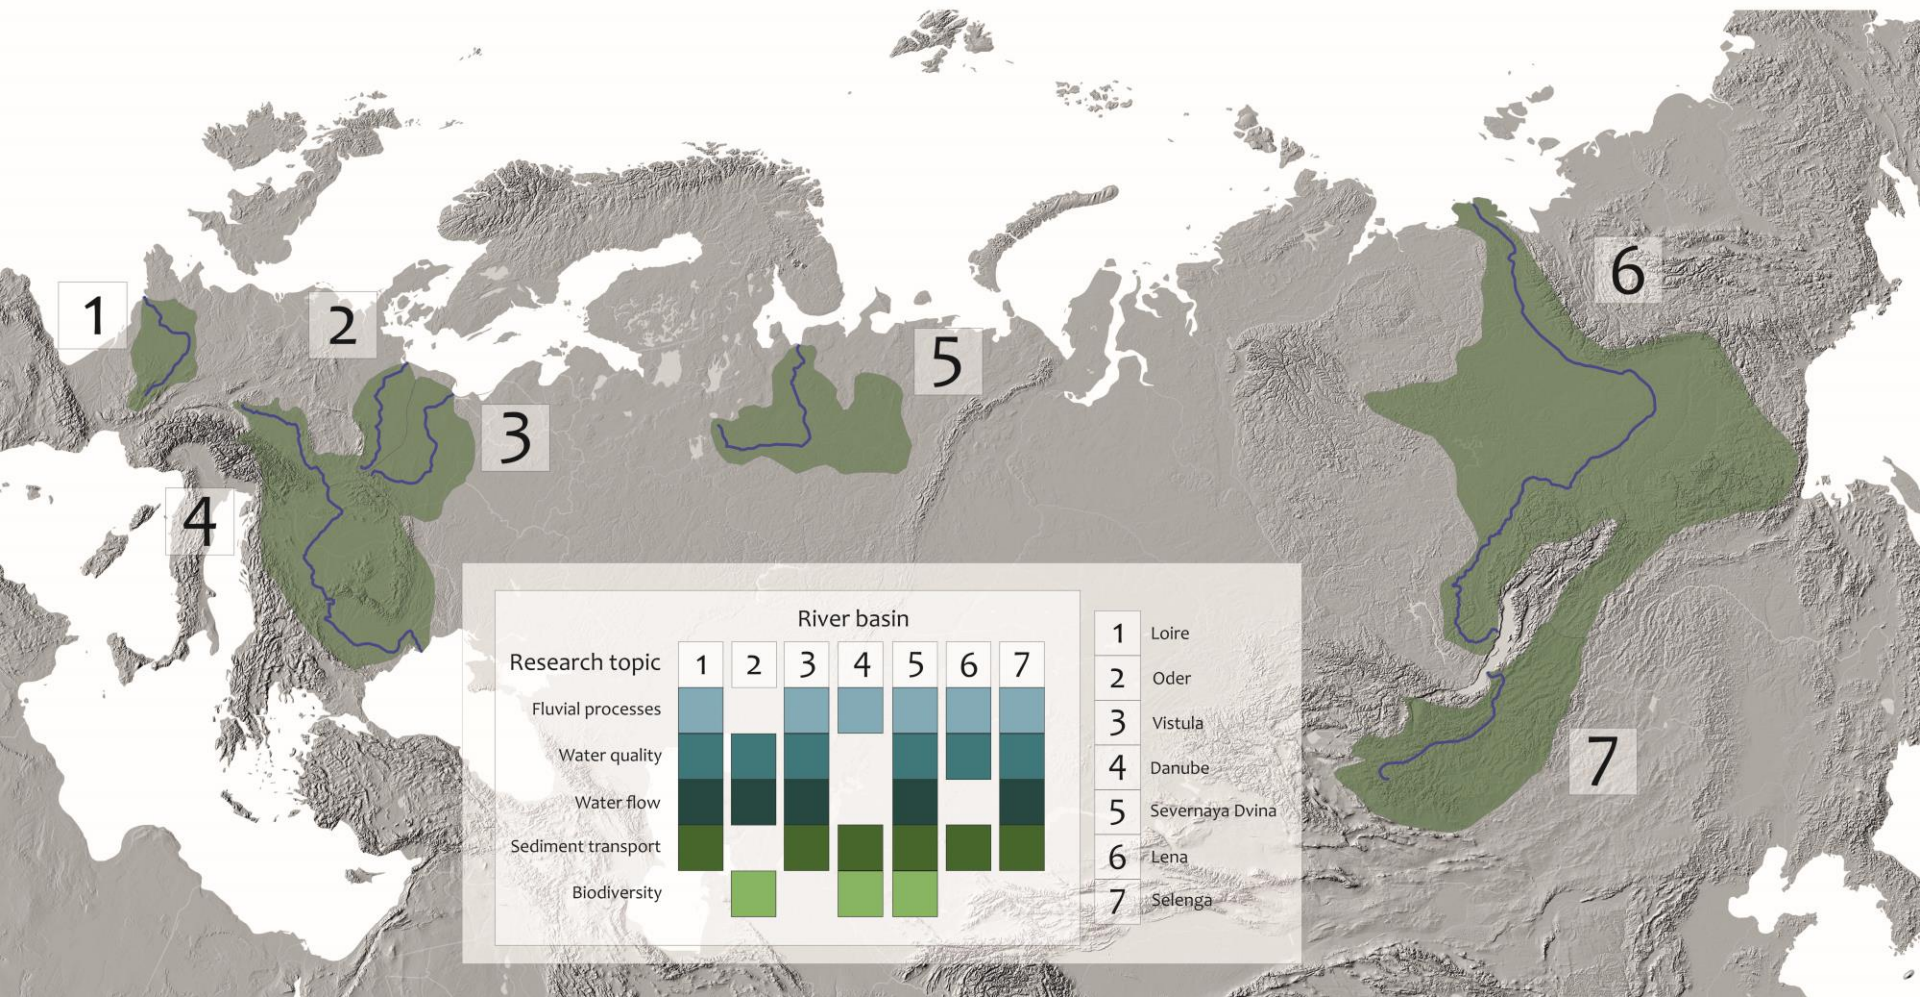 1
2
3
4
5
6
7
River basin
Research topic 1 2 3 4 5 6 7
Fluvial processes
Water quality
Water flow
Sediment transport
Biodiversity
1 Loire
2 Oder
3 Vistula
4 Danube
5 Severnaya Dvina
6 Lena
7 Selenga